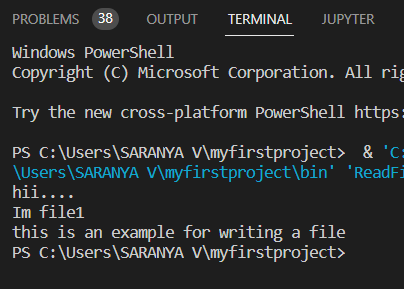 PROBLEMS 38 OUTPUT TERMINAL JUPYTER
Windows PowerShell
Copyright (C) Microsoft Corporation. All rig
Try the new cross-platform PowerShell https:
PS C:\Users\SARANYA V\myfirstproject>  & 'C:
\Users\SARANYA V\myfirstproject\bin' 'ReadFi
hii....
Im file1
this is an example for writing a file
PS C:\Users\SARANYA V\myfirstproject>